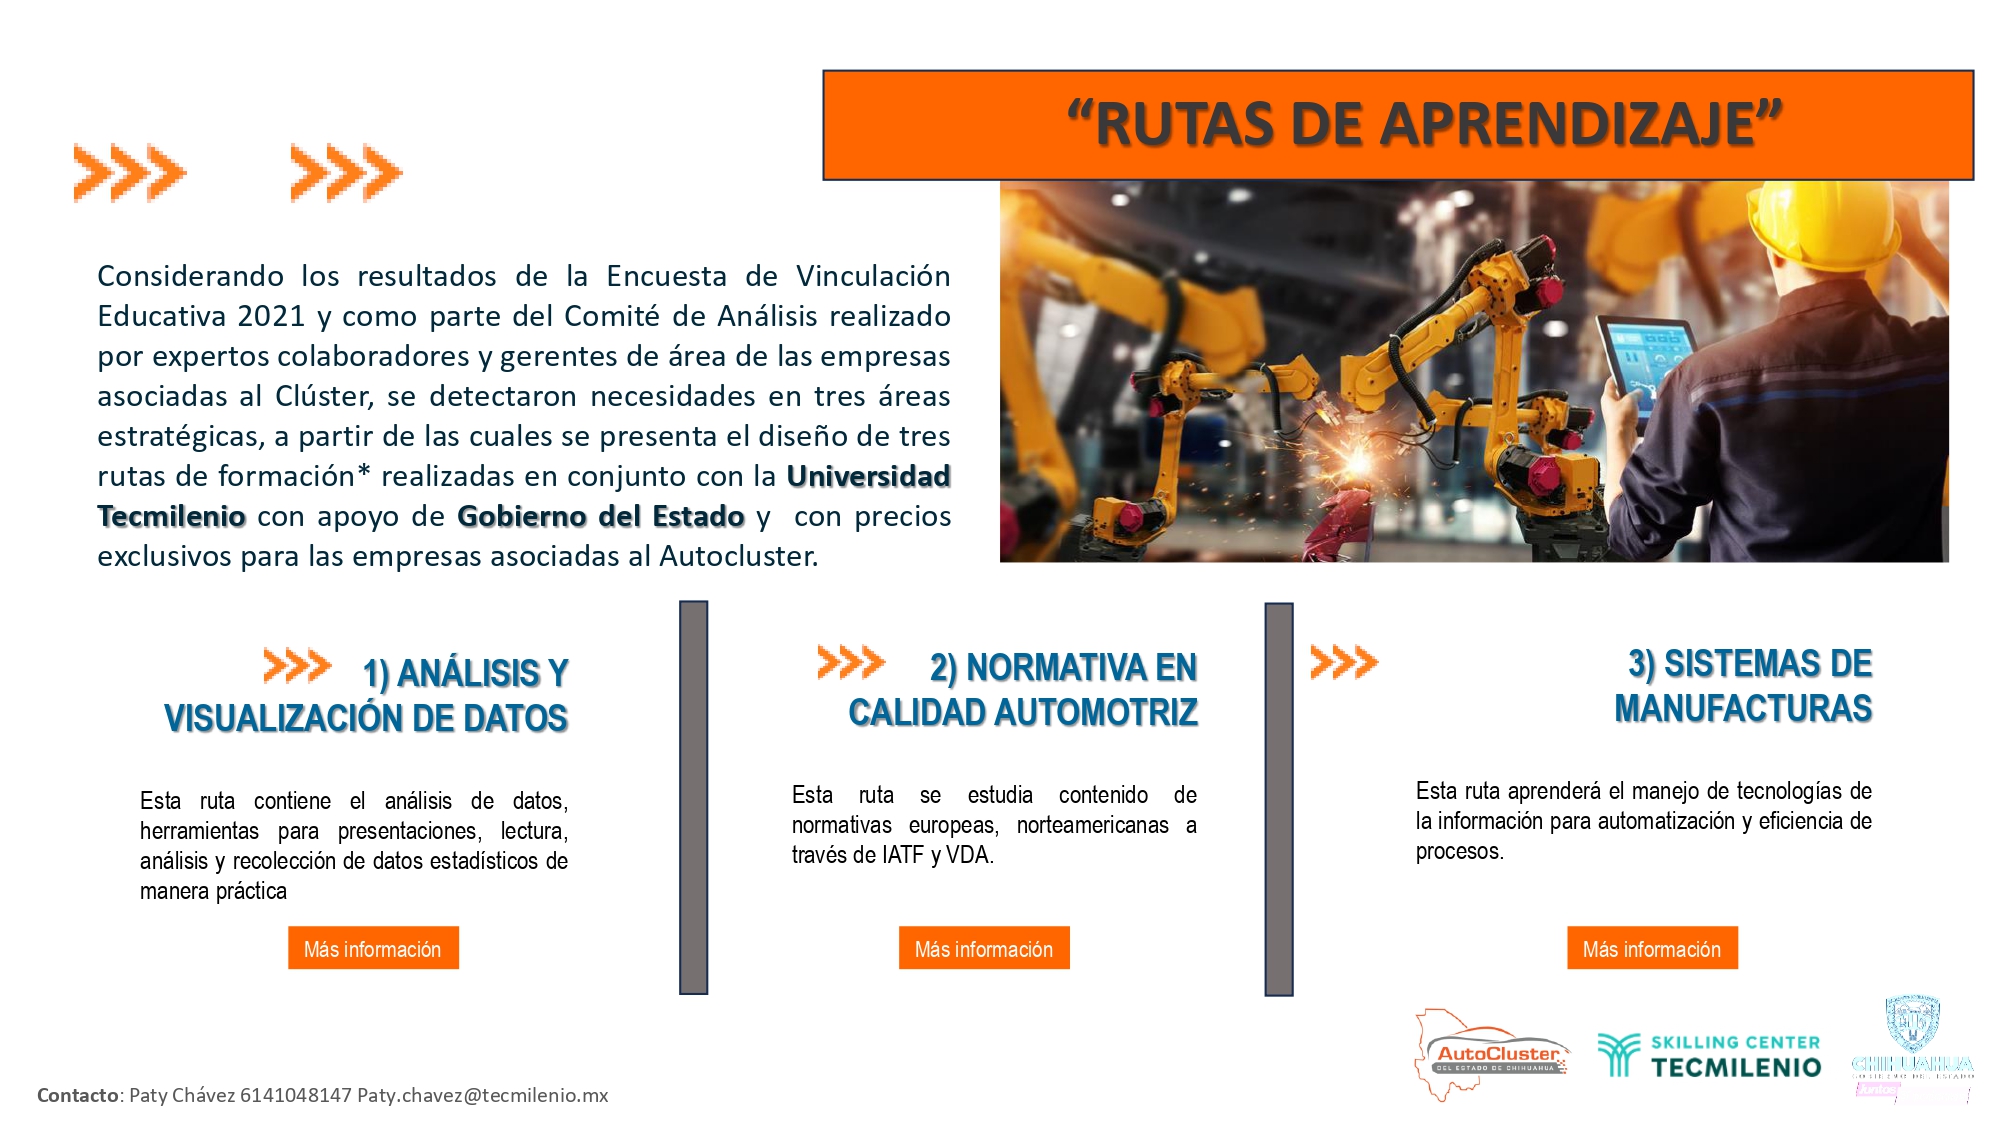 “RUTAS DE APRENDIZAJE”
Considerando los resultados de la Encuesta de Vinculación
Educativa 2021 y como parte del Comité de Análisis realizado
por expertos colaboradores y gerentes de área de las empresas
asociadas al Clúster, se detectaron necesidades en tres áreas
estratégicas, a partir de las cuales se presenta el diseño de tres
rutas de formación* realizadas en conjunto con la Universidad
Tecmilenio con apoyo de Gobierno del Estado y con precios
exclusivos para las empresas asociadas al Autocluster.
1) ANÁLISIS Y
VISUALIZACIÓN DE DATOS
Esta ruta contiene el análisis de datos,
herramientas para presentaciones, lectura,
análisis y recolección de datos estadísticos de
manera práctica
Más información
2) NORMATIVA EN
CALIDAD AUTOMOTRIZ
Esta ruta se estudia contenido de
normativas europeas, norteamericanas a
través de IATF y VDA.
Más información
3) SISTEMAS DE
MANUFACTURAS
Esta ruta aprenderá el manejo de tecnologías de
la información para automatización y eficiencia de
procesos.
Más información
AutoCluster
DEL ESTADO DE CHIHUAHUA
SKILLING CENTER
TECMILENIO
CHIHUAHUA
GOBIERNO DEL ESTADO
Juntos
Contacto: Paty Chávez 6141048147 Paty.chavez@tecmilenio.mx